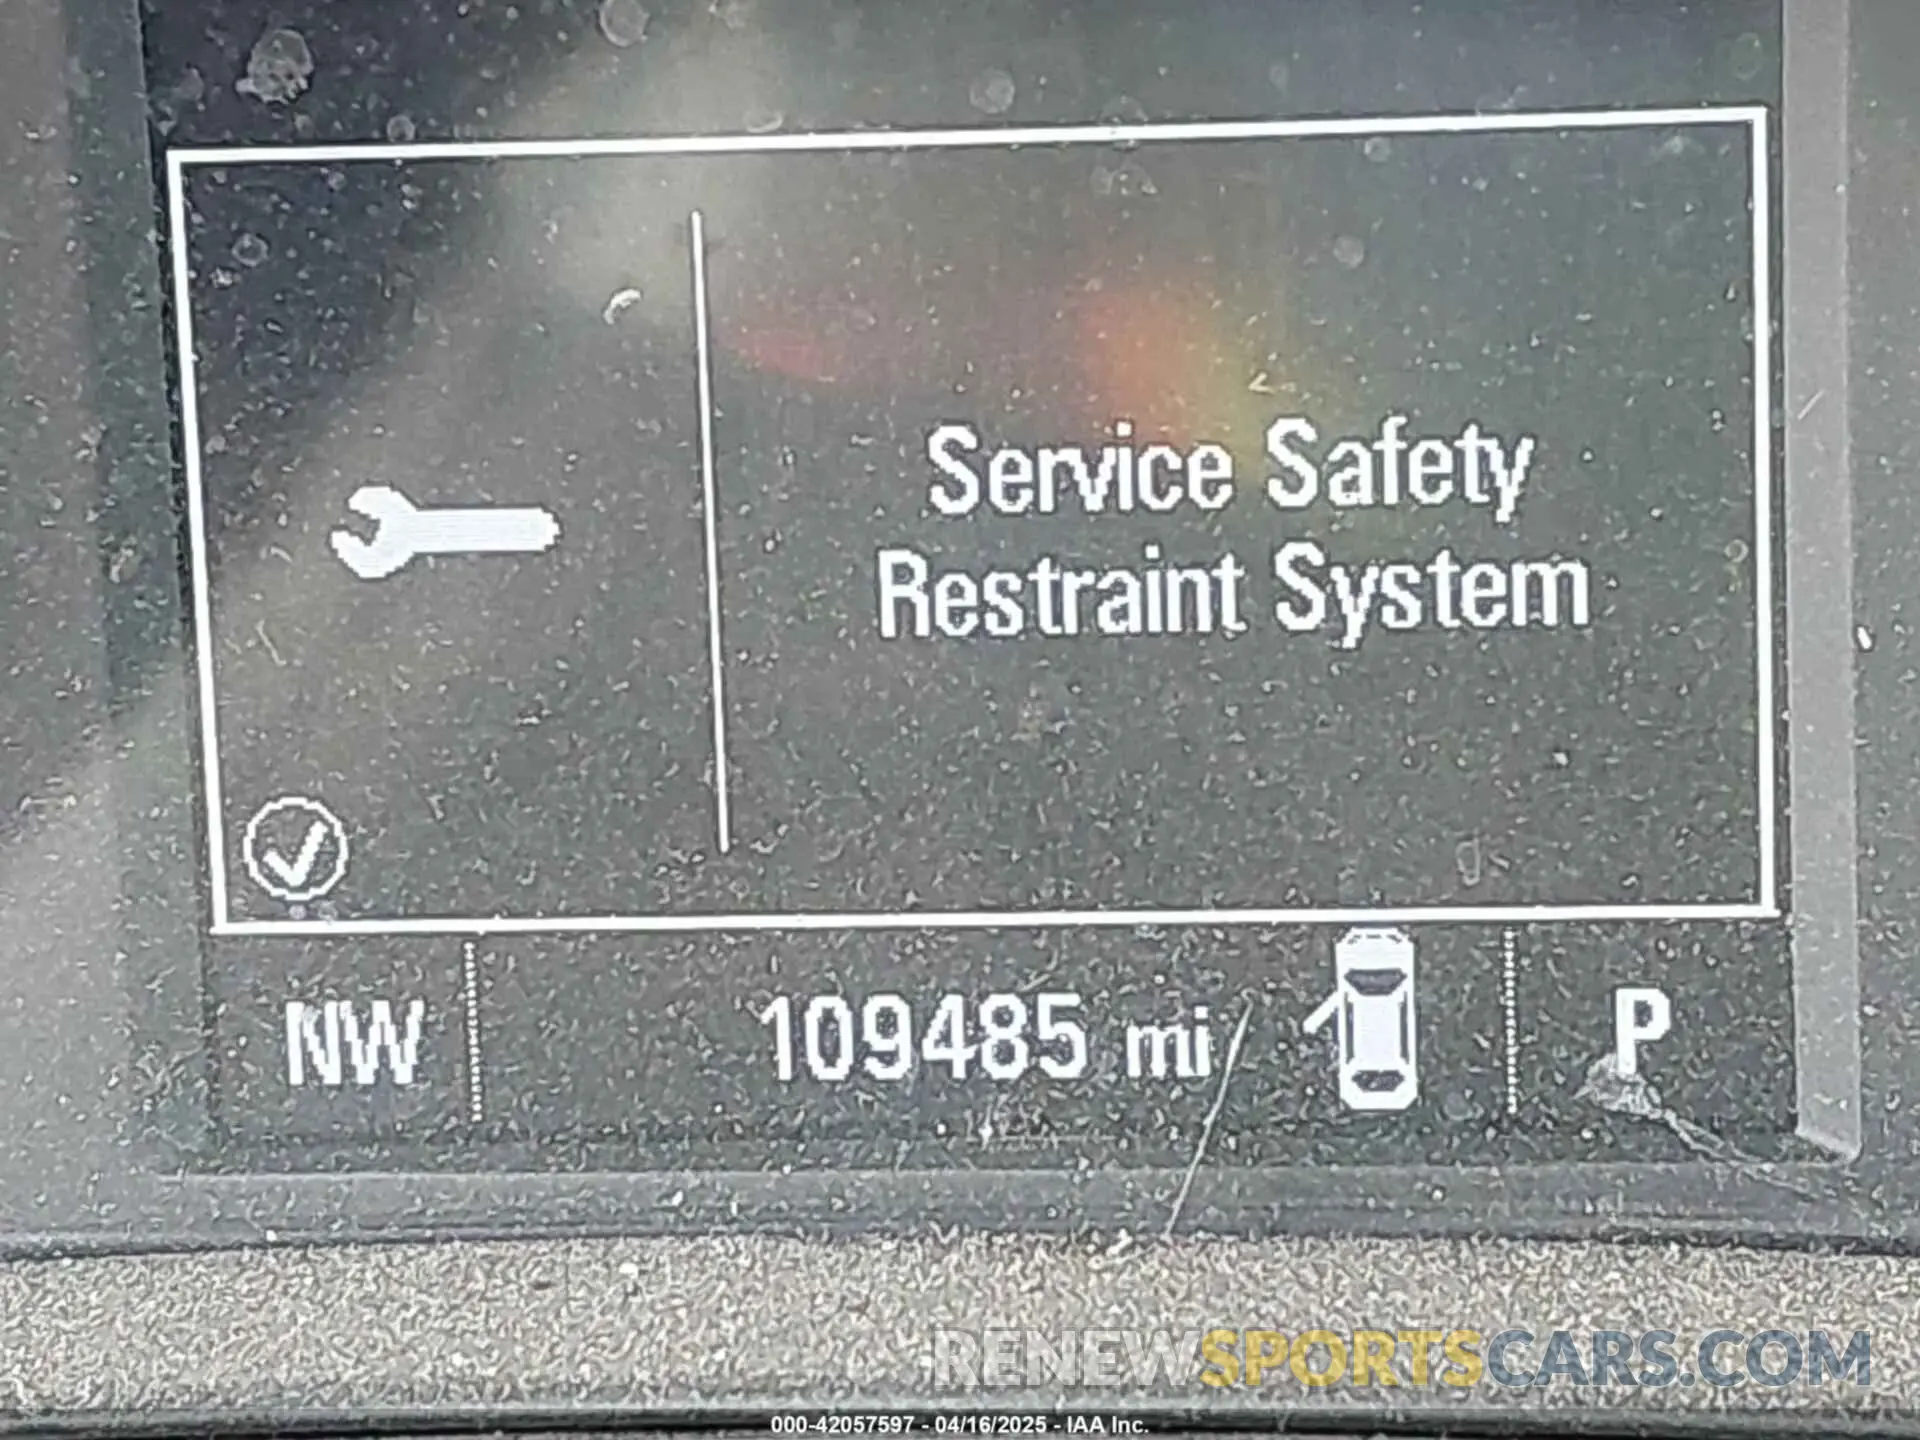 Service Safety
Restraint System
NW 109485 mi P
RENEWSPORTSCARS.COM
000-42057597 - 04/16/2025 - IAA Inc.